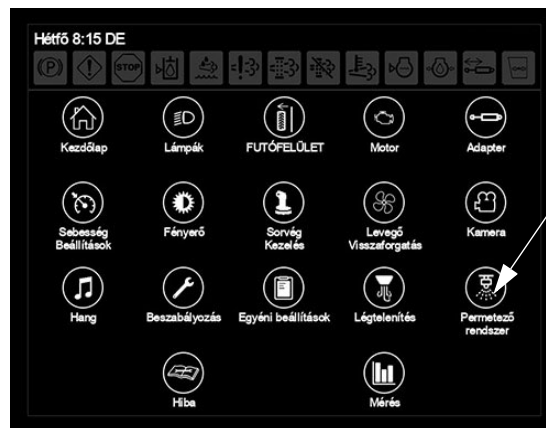 Hétfő 8:15 DE
STOP
Kezdőlap Lámpák FUTÓFELÜLET Motor Adapter
Sebesség Fényerő Sorvég Levegő Kamera
Beállítások Kezelés Visszaforgatás
Hang Beszabályozás Egyéni beállítások Légtelenítés Permetező
rendszer
Hiba Mérés